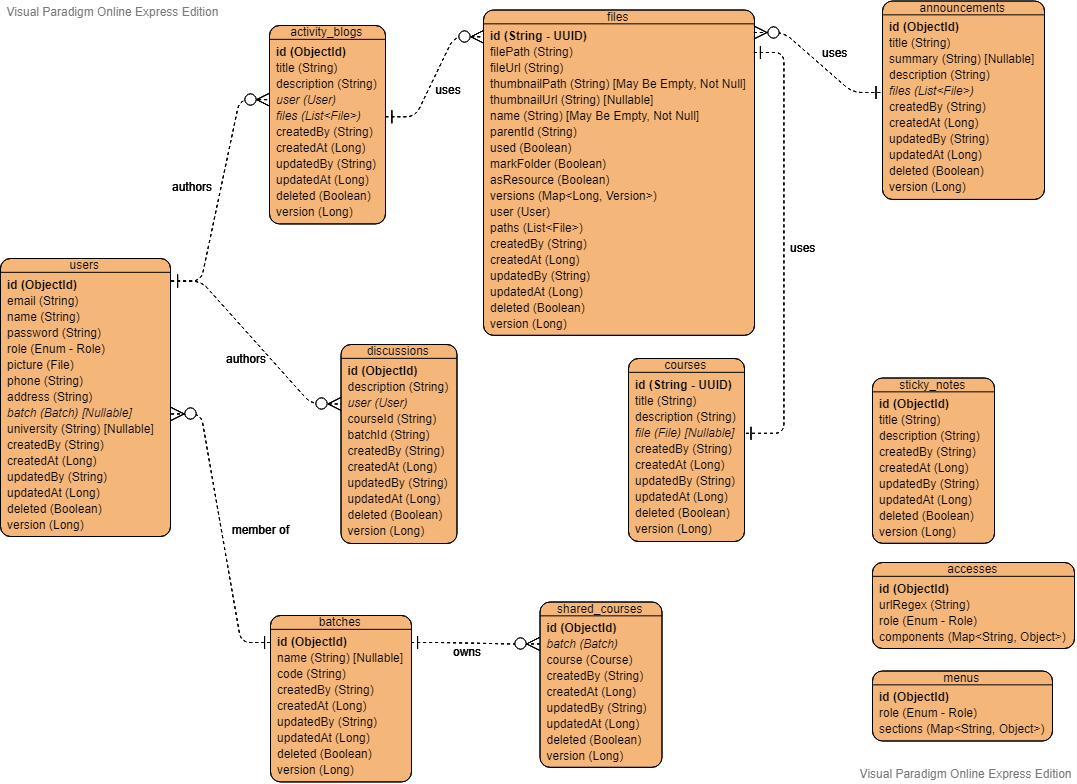 Visual Paradigm Online Express Edition
activity_blogs
id (ObjectId)
title (String)
description (String)
user (User)
files (List<File>)
createdBy (String)
createdAt (Long)
updatedBy (String)
updatedAt (Long)
deleted (Boolean)
version (Long)
files
id (String - UUID)
filePath (String)
fileUrl (String)
thumbnailPath (String) [May Be Empty, Not Null]
thumbnailUrl (String) [Nullable]
name (String) [May Be Empty, Not Null]
parentId (String)
used (Boolean)
markFolder (Boolean)
asResource (Boolean)
versions (Map<Long, Version>)
user (User)
paths (List<File>)
createdBy (String)
createdAt (Long)
updatedBy (String)
updatedAt (Long)
deleted (Boolean)
version (Long)
announcements
id (ObjectId)
title (String)
summary (String) [Nullable]
description (String)
files (List<File>)
createdBy (String)
createdAt (Long)
updatedBy (String)
updatedAt (Long)
deleted (Boolean)
version (Long)
uses
uses
authors
uses
users
id (ObjectId)
email (String)
name (String)
password (String)
role (Enum - Role)
picture (File)
phone (String)
address (String)
batch (Batch) [Nullable]
university (String) [Nullable]
createdBy (String)
createdAt (Long)
updatedBy (String)
updatedAt (Long)
deleted (Boolean)
version (Long)
authors
discussions
id (ObjectId)
description (String)
user (User)
courseId (String)
batchId (String)
createdBy (String)
createdAt (Long)
updatedBy (String)
updatedAt (Long)
deleted (Boolean)
version (Long)
courses
id (String - UUID)
title (String)
description (String)
file (File) [Nullable]
createdBy (String)
createdAt (Long)
updatedBy (String)
updatedAt (Long)
deleted (Boolean)
version (Long)
sticky_notes
id (ObjectId)
title (String)
description (String)
createdBy (String)
createdAt (Long)
updatedBy (String)
updatedAt (Long)
deleted (Boolean)
version (Long)
member of
accesses
id (ObjectId)
urlRegex (String)
role (Enum - Role)
components (Map<String, Object>)
batches
id (ObjectId)
name (String) [Nullable]
code (String)
createdBy (String)
createdAt (Long)
updatedBy (String)
updatedAt (Long)
deleted (Boolean)
version (Long)
owns
shared_courses
id (ObjectId)
batch (Batch)
course (Course)
createdBy (String)
createdAt (Long)
updatedBy (String)
updatedAt (Long)
deleted (Boolean)
version (Long)
menus
id (ObjectId)
role (Enum - Role)
sections (Map<String, Object>)
Visual Paradigm Online Express Edition